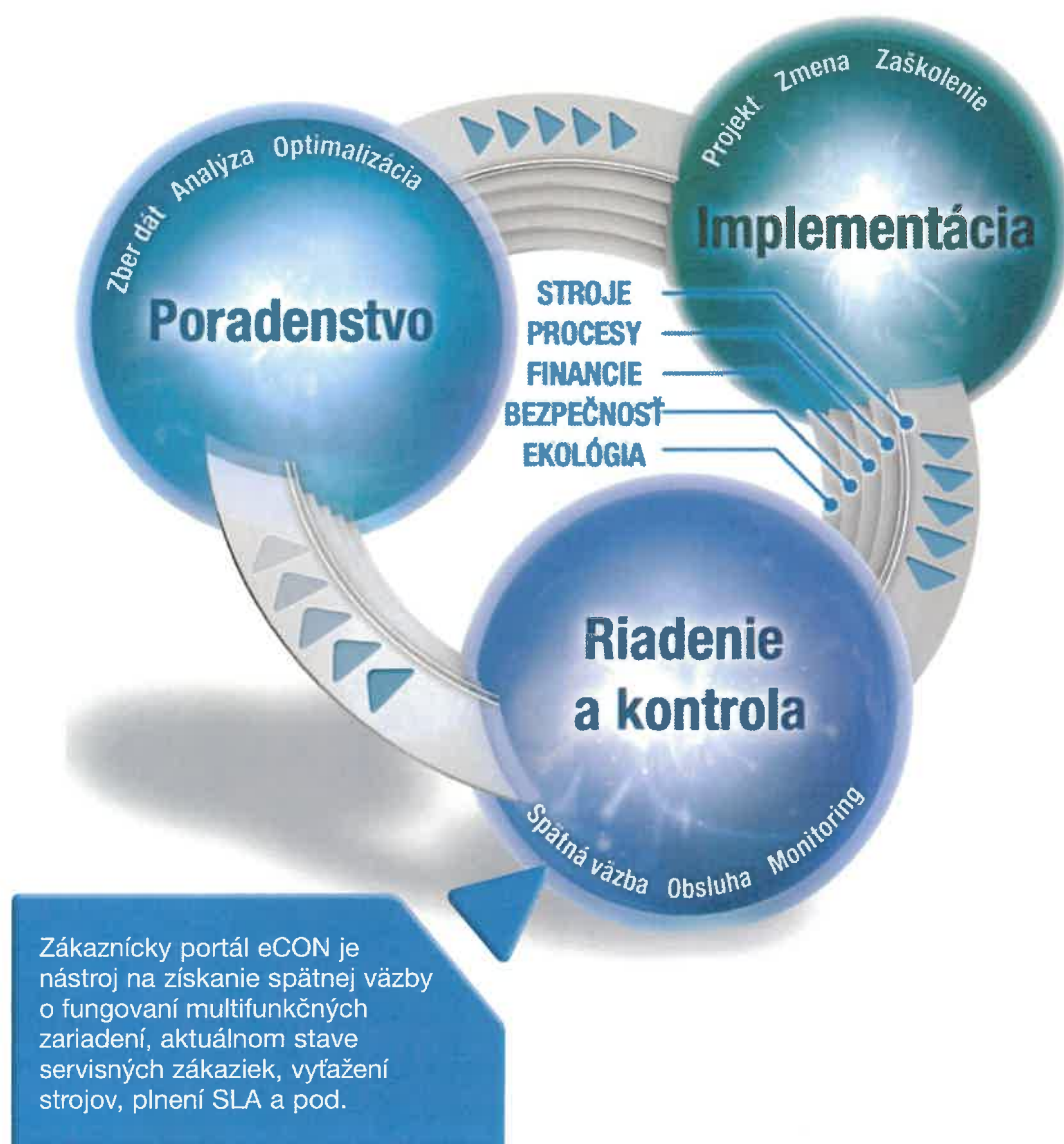 Zber dát Analýza Optimalizácia
Poradenstvo
Projekt Zmena Zaškolenie
Implementácia
STROJE
PROCESY
FINANCIE
BEZPEČNOSŤ
EKOLÓGIA
Riadenie
a kontrola
Spätná väzba Obsluha Monitoring
Zákaznícky portál eCON je
nástroj na získanie spätnej väzby
o fungovaní multifunkčných
zariadení, aktuálnom stave
servisných zákaziek, vyťažení
strojov, plnení SLA a pod.